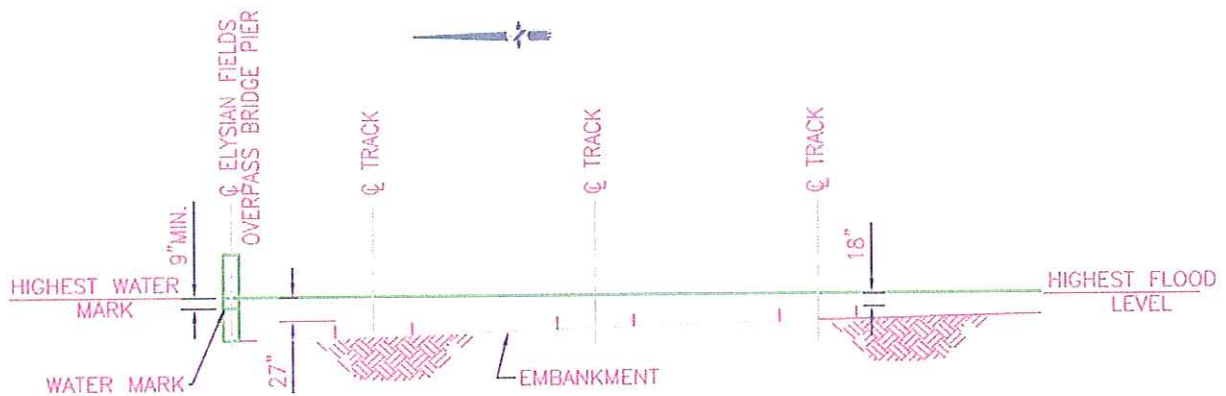 ℄ ELYSIAN FIELDS
OVERPASS BRIDGE PIER
℄ TRACK
℄ TRACK
℄ TRACK
9"MIN.
18"
HIGHEST WATER
MARK
HIGHEST FLOOD
LEVEL
27"
WATER MARK
EMBANKMENT